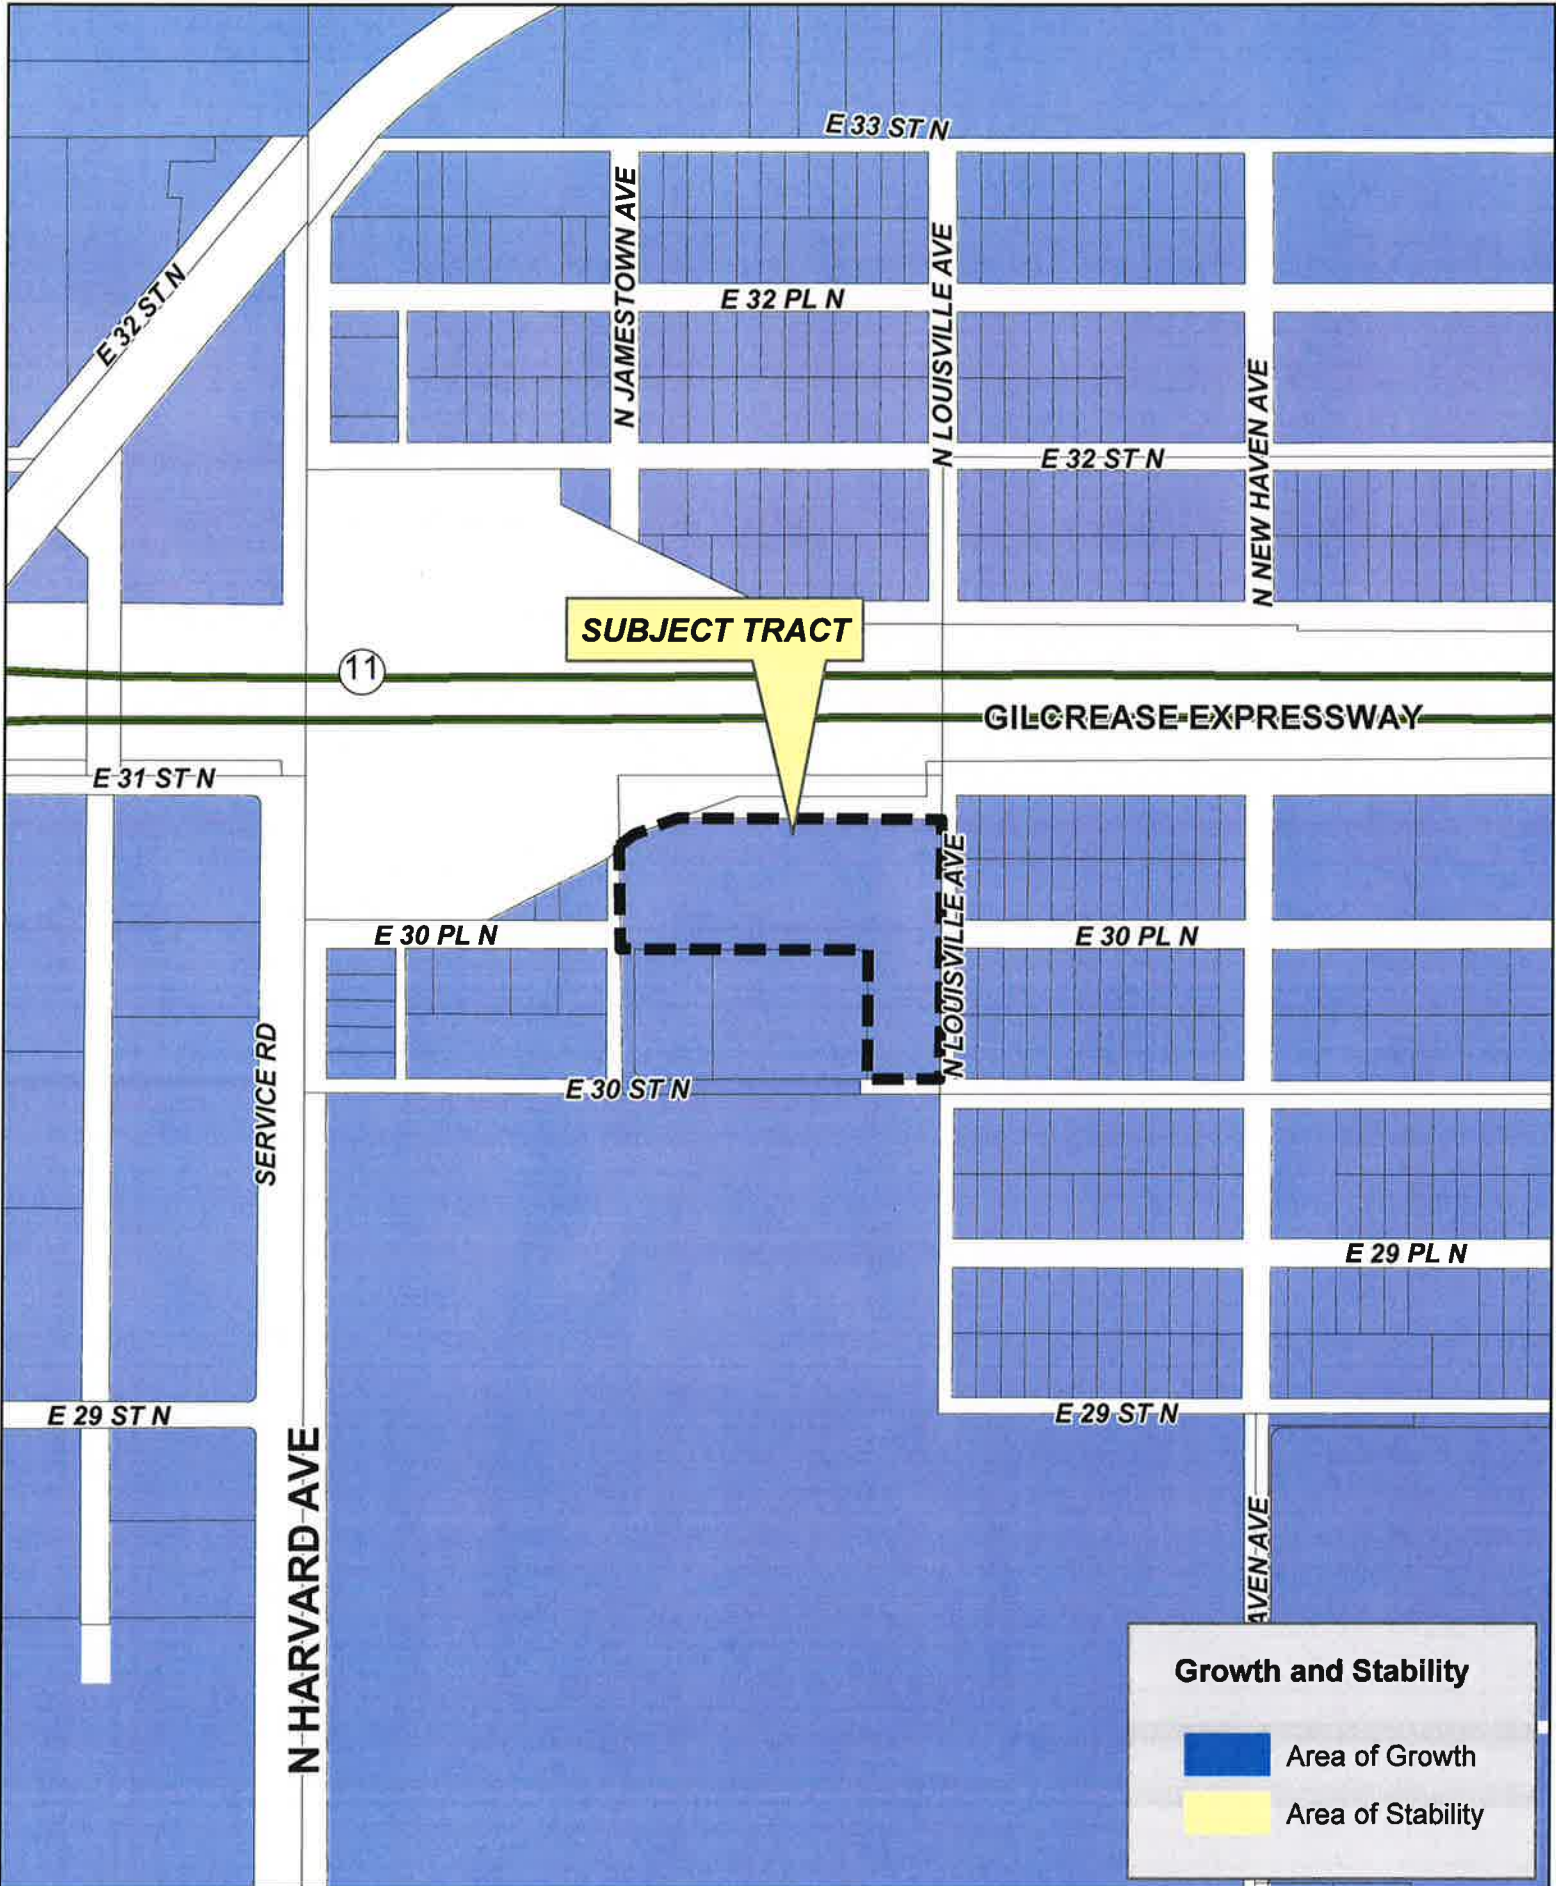 E 33 ST N
N JAMESTOWN AVE
N LOUISVILLE AVE
E 32 ST N
E 32 PL N
N NEW HAVEN AVE
E 32 ST N
SUBJECT TRACT
11
GILCREASE EXPRESSWAY
E 31 ST N
N LOUISVILLE AVE
E 30 PL N
E 30 PL N
SERVICE RD
E 30 ST N
E 29 PL N
E 29 ST N
E 29 ST N
N HARVARD AVE
AVEN AVE
Growth and Stability
Area of Growth
Area of Stability